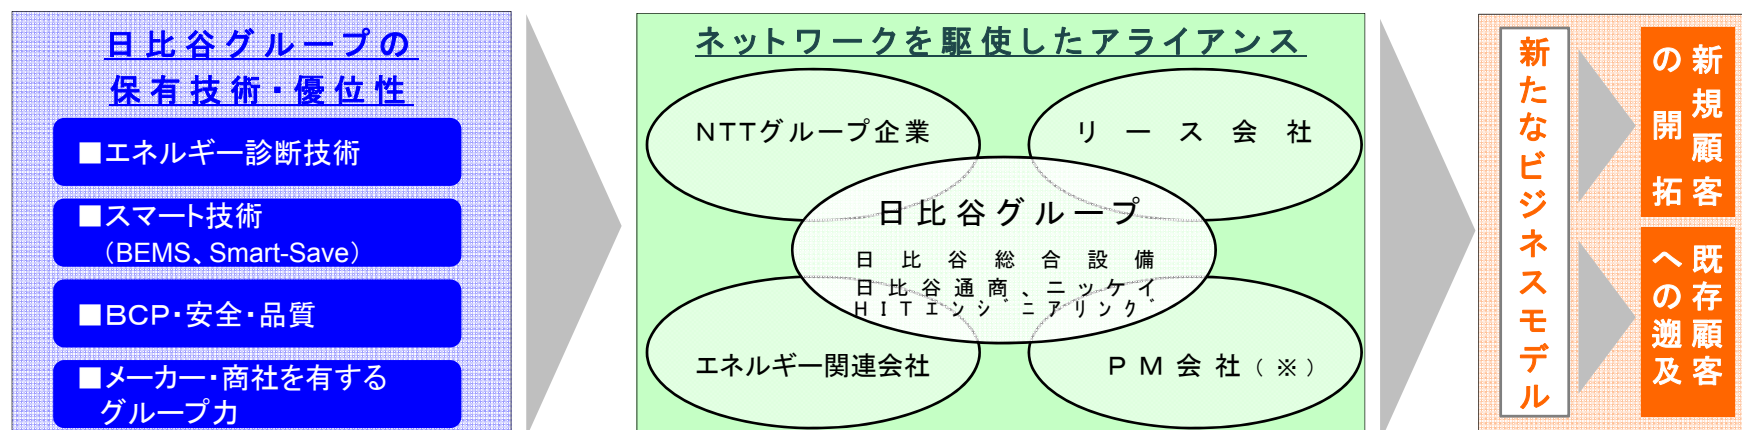 日比谷グループの
保有技術・優位性
■エネルギー診断技術
■スマート技術
（BEMS、Smart-Save）
■BCP・安全・品質
■メーカー・商社を有する
グループ力
ネットワークを駆使したアライアンス
NTTグループ企業
リース会社
日比谷グループ
日比谷総合設備
日比谷通商、ニッケイ
HITエンジニアリング
エネルギー関連会社
PM会社（※）
新たなビジネスモデル
新規顧客
の開拓
既存顧客
への遡及